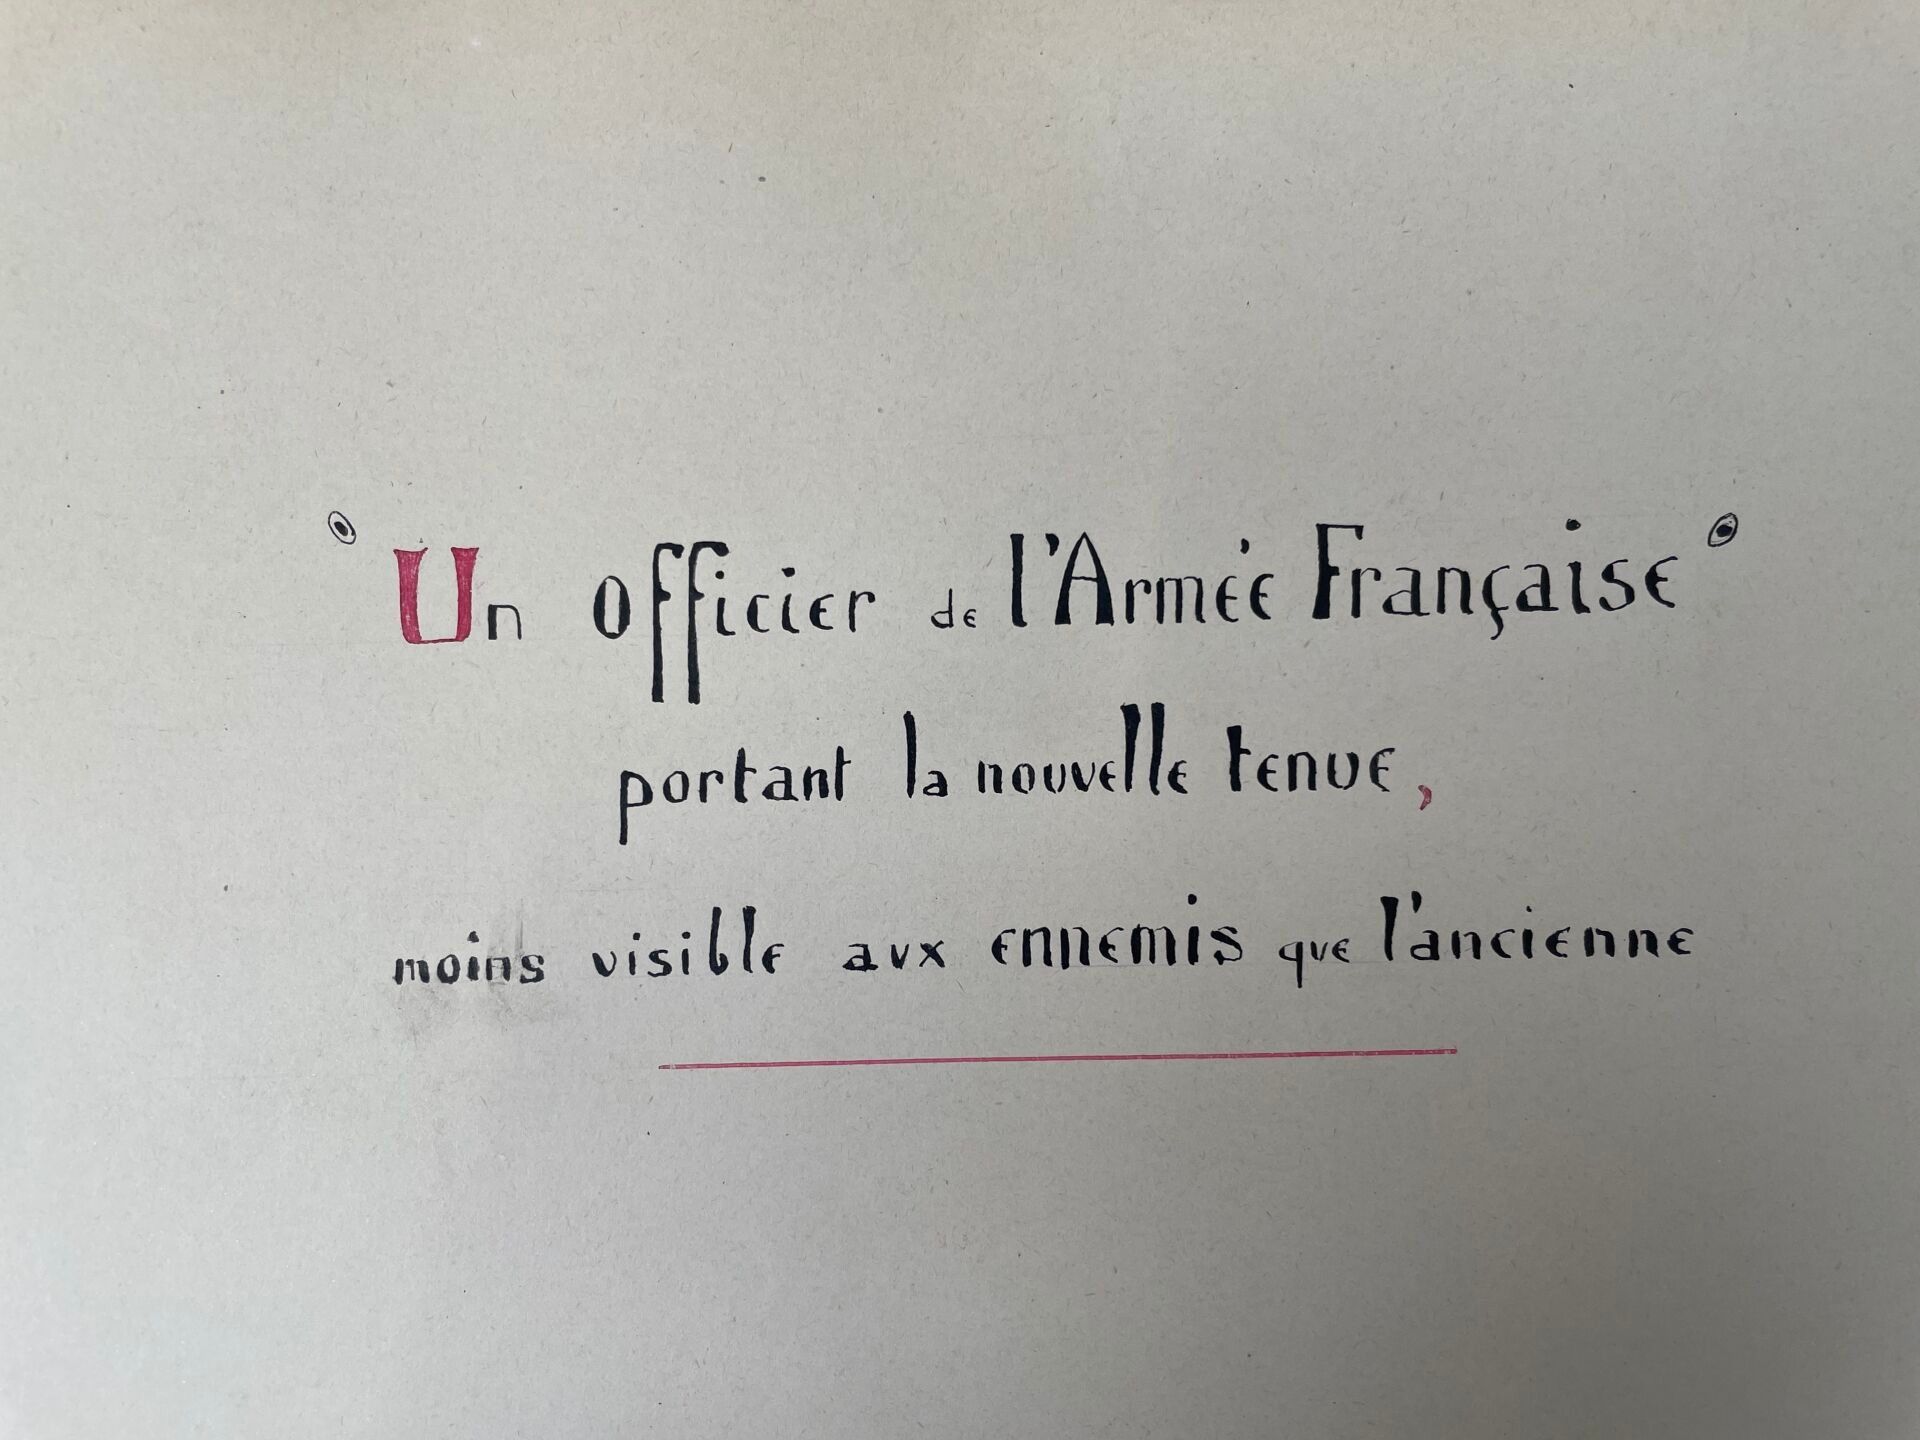 Un officier de l'Armée Française
portant la nouvelle tenue,
moins visible aux ennemis que l'ancienne